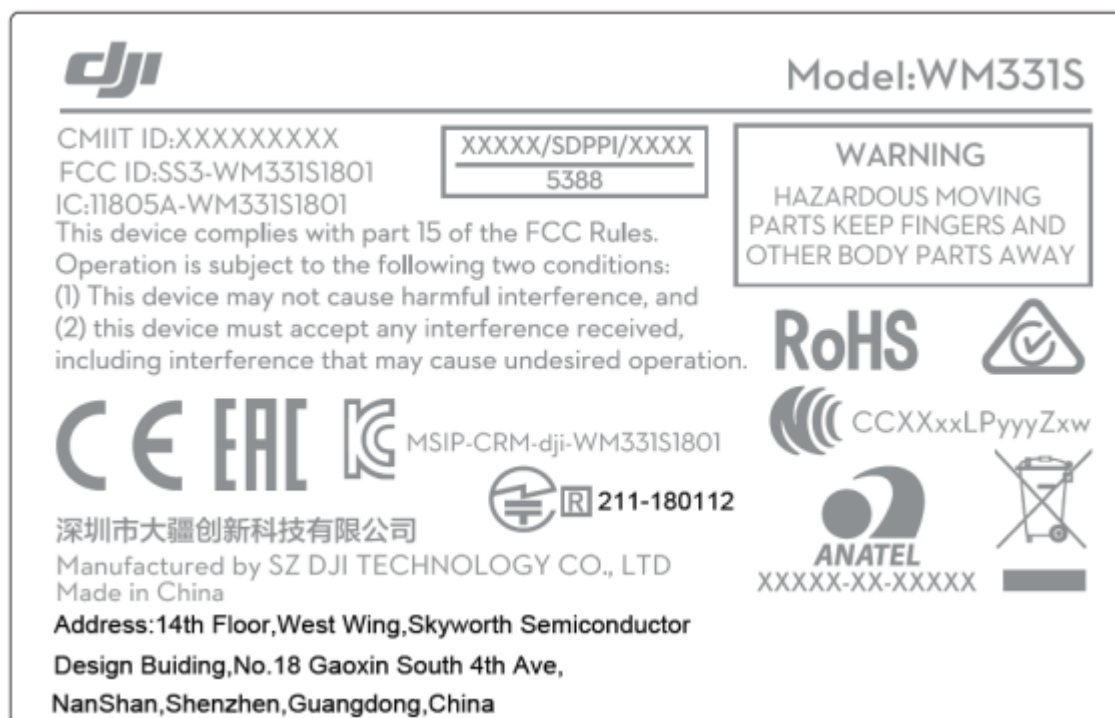 dji
Model:WM331S
CMIIT ID:XXXXXXXXX
FCC ID:SS3-WM331S1801
IC:11805A-WM331S1801
XXXXX/SDPPI/XXXX
5388
WARNING
HAZARDOUS MOVING
PARTS KEEP FINGERS AND
OTHER BODY PARTS AWAY
This device complies with part 15 of the FCC Rules.
Operation is subject to the following two conditions:
(1) This device may not cause harmful interference, and
(2) this device must accept any interference received,
including interference that may cause undesired operation.
RoHS
CE EAC KC MSIP-CRM-dji-WM331S1801
CCXXxxLPyyyZxw
R 211-180112
ANATEL
XXXXX-XX-XXXXX
深圳市大疆创新科技有限公司
Manufactured by SZ DJI TECHNOLOGY CO., LTD
Made in China
Address:14th Floor,West Wing,Skyworth Semiconductor
Design Buiding,No.18 Gaoxin South 4th Ave,
NanShan,Shenzhen,Guangdong,China